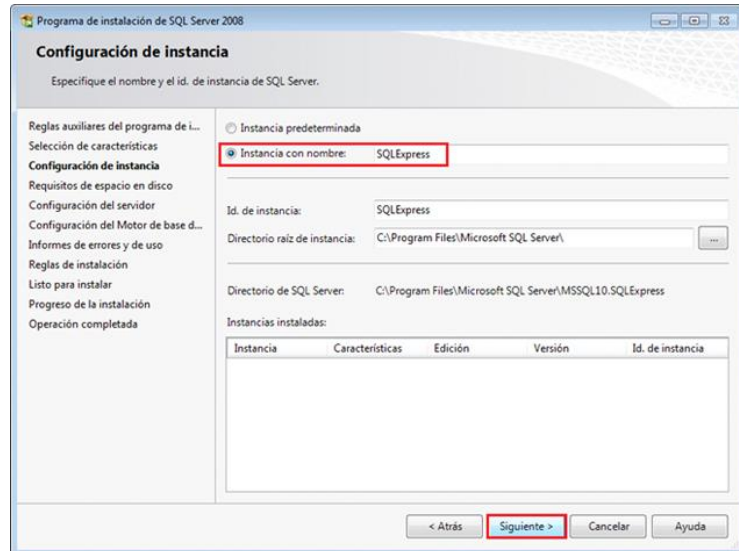 Programa de instalación de SQL Server 2008
Configuración de instancia
Especifique el nombre y el id. de instancia de SQL Server.
Reglas auxiliares del programa de i...
Selección de características
Configuración de instancia
Requisitos de espacio en disco
Configuración del servidor
Configuración del Motor de base d...
Informes de errores y de uso
Reglas de instalación
Listo para instalar
Progreso de la instalación
Operación completada
Instancia predeterminada
Instancia con nombre: SQLExpress
Id. de instancia: SQLExpress
Directorio raíz de instancia: C:\Program Files\Microsoft SQL Server\ ...
Directorio de SQL Server: C:\Program Files\Microsoft SQL Server\MSSQL10.SQLExpress
Instancias instaladas:
Instancia Características Edición Versión Id. de instancia
< Atrás Siguiente > Cancelar Ayuda